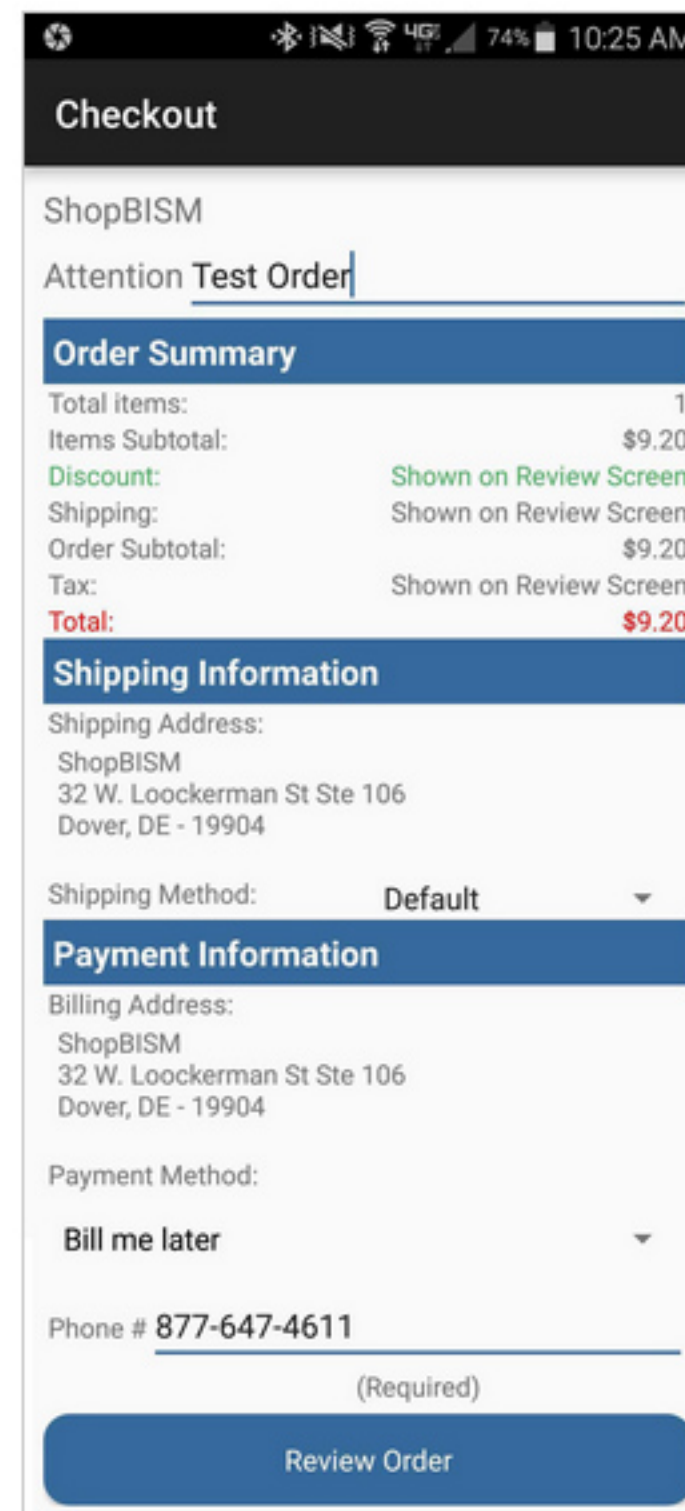 4G 74% 10:25 AM
Checkout
ShopBISM
Attention Test Order
Order Summary
Total items: 1
Items Subtotal: $9.20
Discount: Shown on Review Screen
Shipping: Shown on Review Screen
Order Subtotal: $9.20
Tax: Shown on Review Screen
Total: $9.20
Shipping Information
Shipping Address:
ShopBISM
32 W. Loockerman St Ste 106
Dover, DE - 19904
Shipping Method: Default
Payment Information
Billing Address:
ShopBISM
32 W. Loockerman St Ste 106
Dover, DE - 19904
Payment Method:
Bill me later
Phone # 877-647-4611
(Required)
Review Order